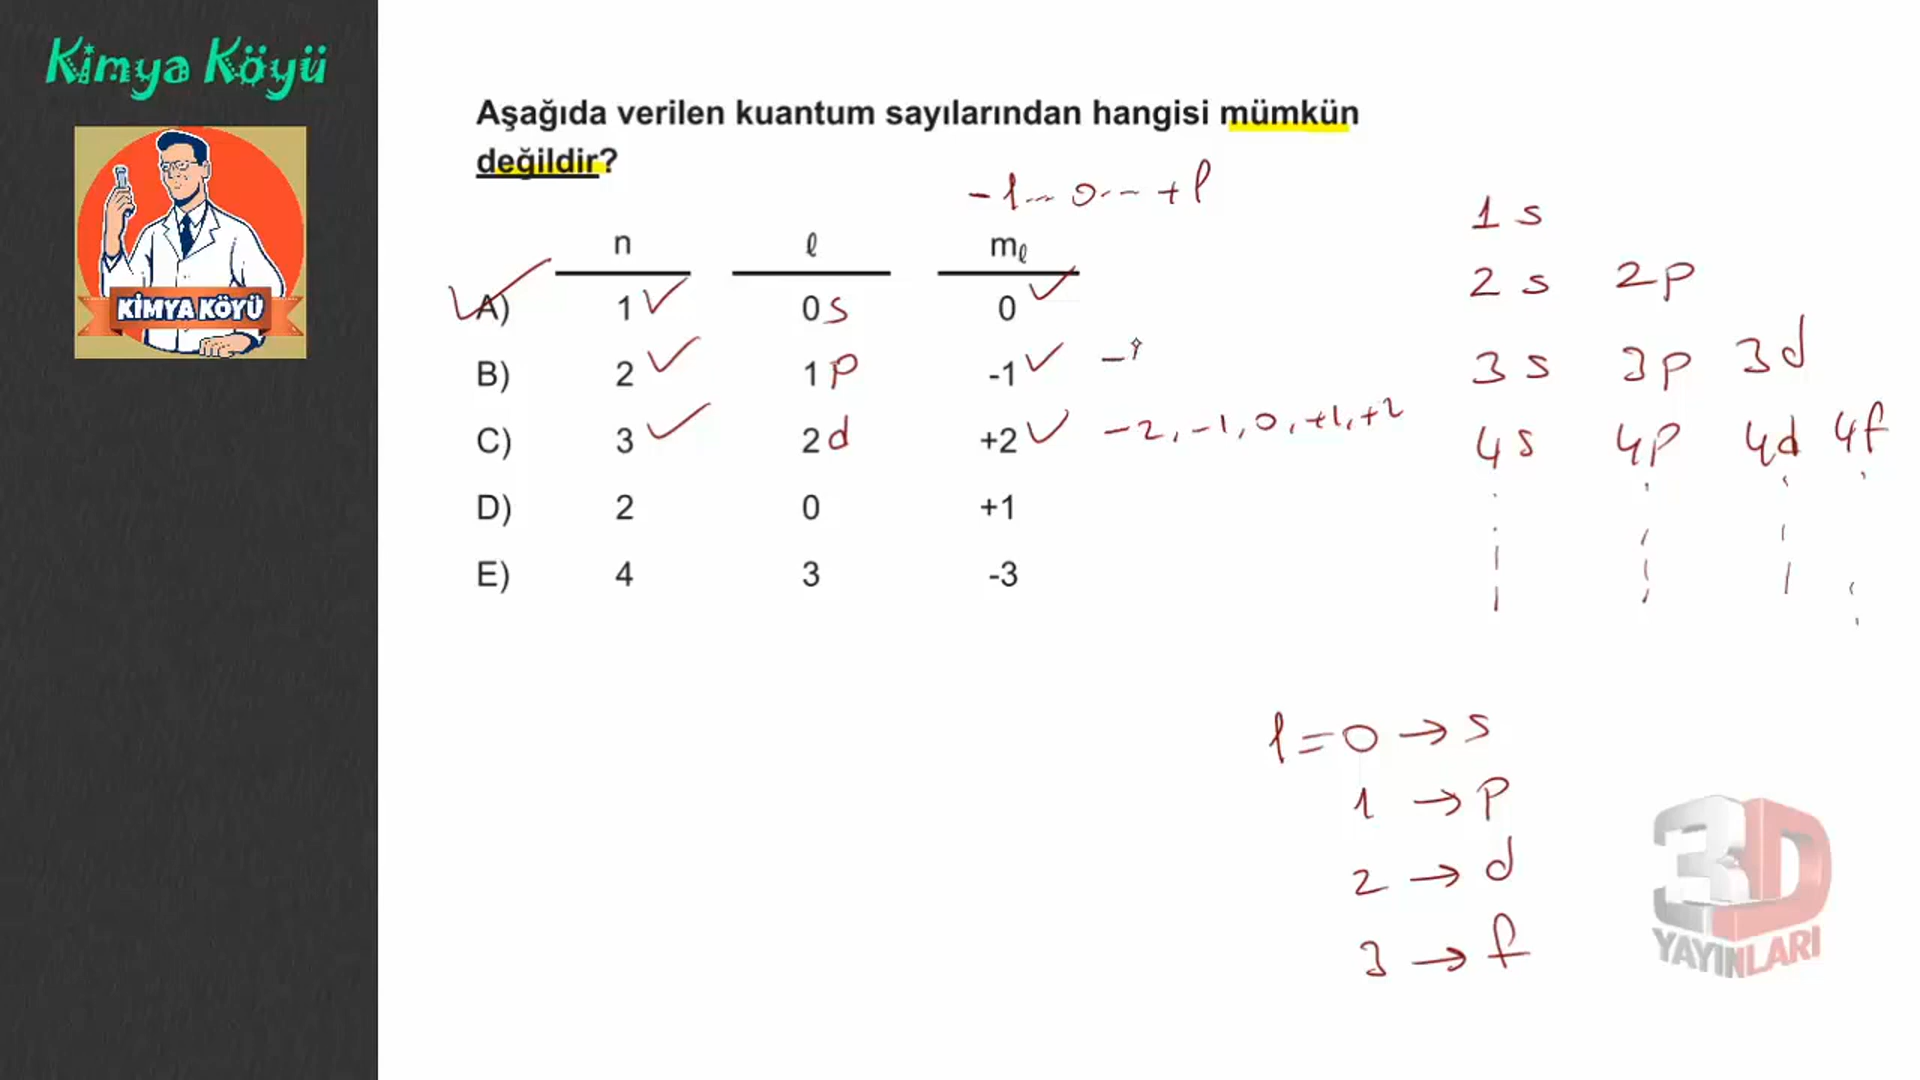 Kimya Köyü
KİMYA KÖYÜ
Aşağıda verilen kuantum sayılarından hangisi mümkün
değildir?
-l... 0... +l
n ℓ mℓ
A) 1 0 s 0
B) 2 1 p -1
C) 3 2 d +2 -2, -1, 0, +1, +2
D) 2 0 +1
E) 4 3 -3
1s
2s 2p
3s 3p 3d
4s 4p 4d 4f
l=0 → s
1 → p
2 → d
3 → f
3D
YAYINLARI